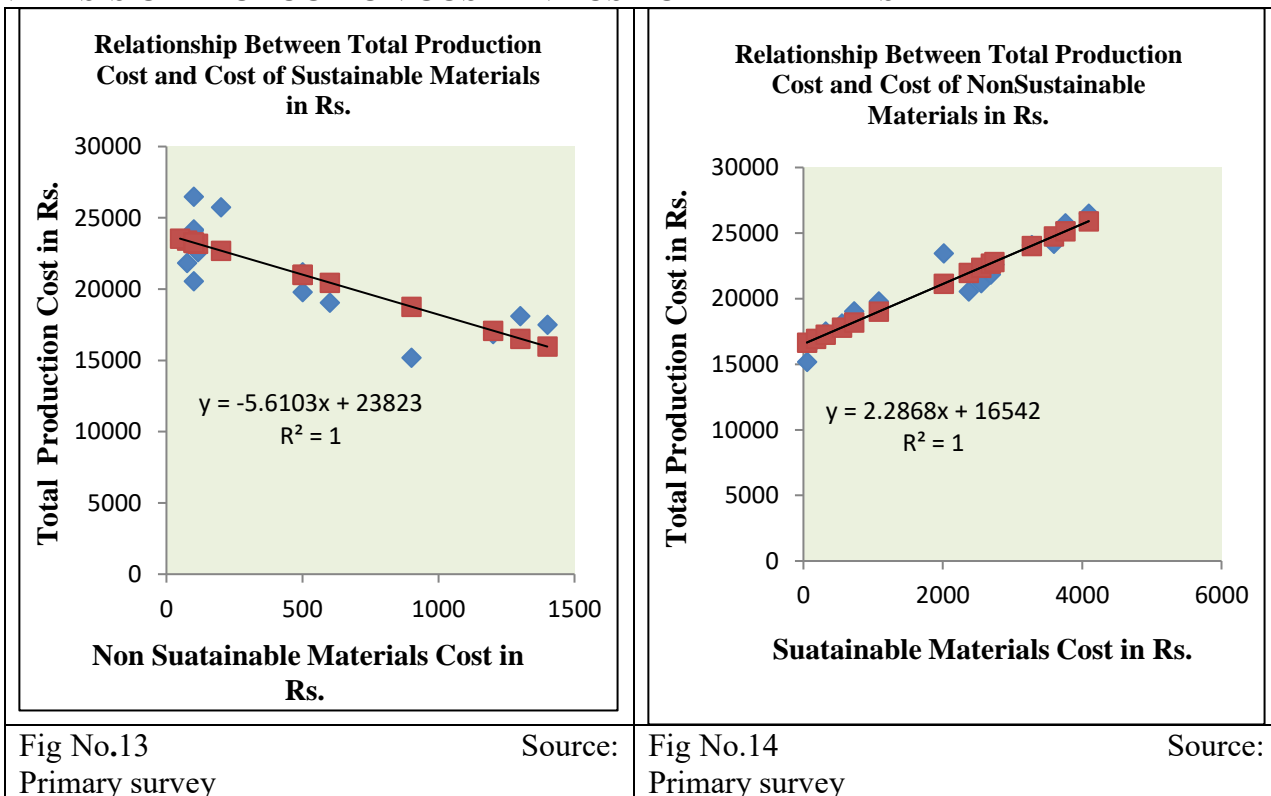 Relationship Between Total Production
Cost and Cost of Sustainable Materials
in Rs.
30000
25000
20000
15000
10000
5000
0
Total Production Cost in Rs.
y = -5.6103x + 23823
R² = 1
0 500 1000 1500
Non Suatainable Materials Cost in
Rs.
Fig No.13 Source:
Primary survey
Relationship Between Total Production
Cost and Cost of NonSustainable
Materials in Rs.
30000
25000
20000
15000
10000
5000
0
Total Production Cost in Rs.
y = 2.2868x + 16542
R² = 1
0 2000 4000 6000
Suatainable Materials Cost in Rs.
Fig No.14 Source:
Primary survey